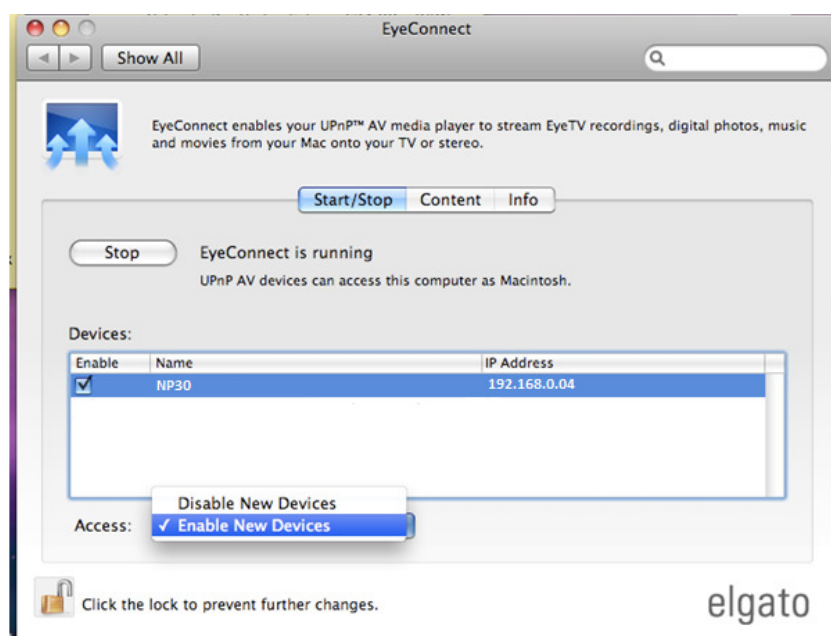 EyeConnect
Show All
EyeConnect enables your UPnP™ AV media player to stream EyeTV recordings, digital photos, music
and movies from your Mac onto your TV or stereo.
Start/Stop Content Info
Stop EyeConnect is running
UPnP AV devices can access this computer as Macintosh.
Devices:
Enable Name IP Address
NP30 192.168.0.04
Disable New Devices
Access: ✓ Enable New Devices
Click the lock to prevent further changes.
elgato